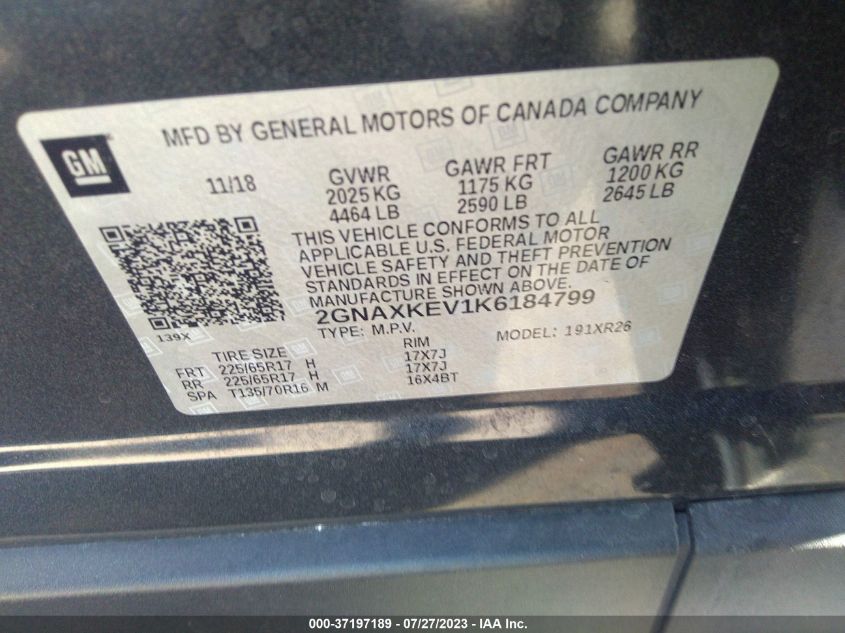 GM
MFD BY GENERAL MOTORS OF CANADA COMPANY
11/18
GVWR
2025 KG
4464 LB
GAWR FRT
1175 KG
2590 LB
GAWR RR
1200 KG
2645 LB
THIS VEHICLE CONFORMS TO ALL
APPLICABLE U.S. FEDERAL MOTOR
VEHICLE SAFETY AND THEFT PREVENTION
STANDARDS IN EFFECT ON THE DATE OF
MANUFACTURE SHOWN ABOVE.
2GNAXKEV1K6184799
TYPE: M.P.V. MODEL: 191XR26
139X
TIRE SIZE RIM
FRT 225/65R17 H 17X7J
RR 225/65R17 H 17X7J
SPA T135/70R16 M 16X4BT
000-37197189 - 07/27/2023 - IAA Inc.